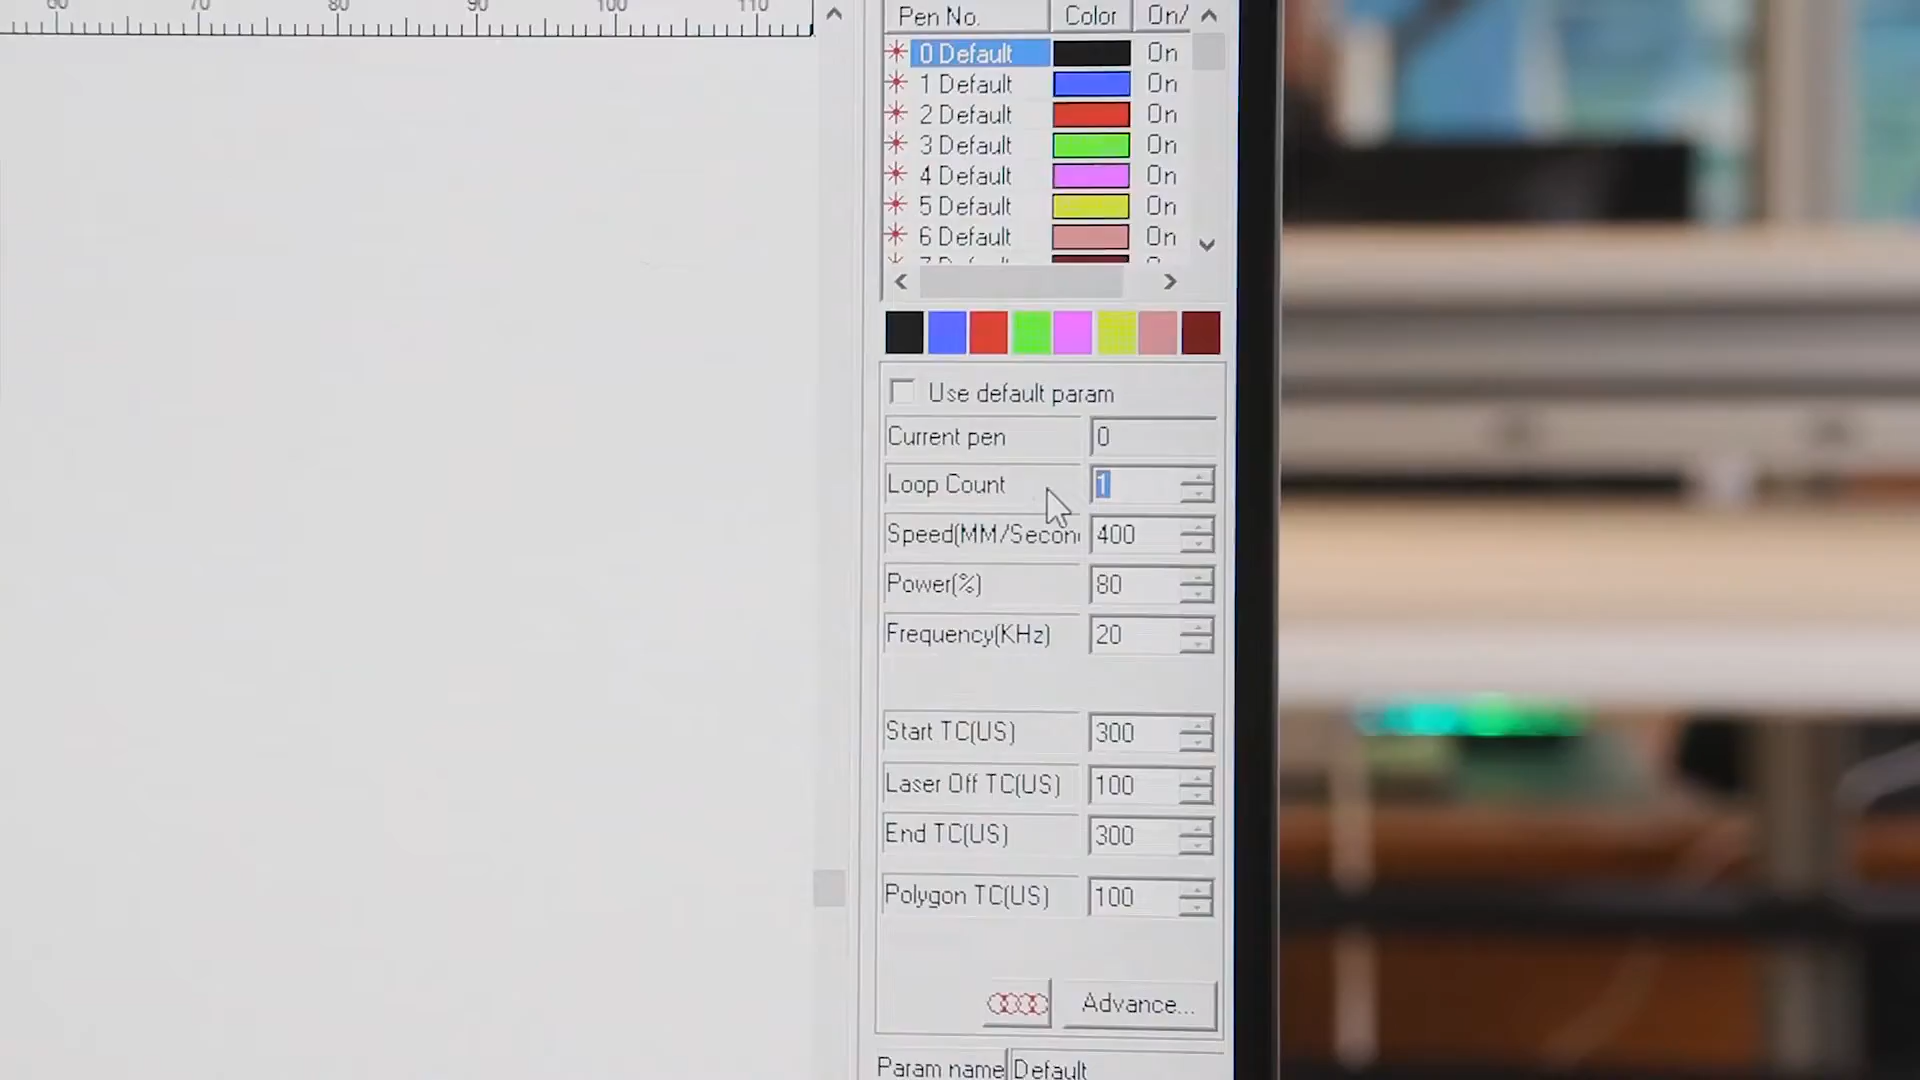 60 70 80 90 100 110
Pen No. Color On/
0 Default On
1 Default On
2 Default On
3 Default On
4 Default On
5 Default On
6 Default On
Use default param
Current pen 0
Loop Count 1
Speed(MM/Secon 400
Power(%) 80
Frequency(KHz) 20
Start TC(US) 300
Laser Off TC(US) 100
End TC(US) 300
Polygon TC(US) 100
Advance...
Param name Default